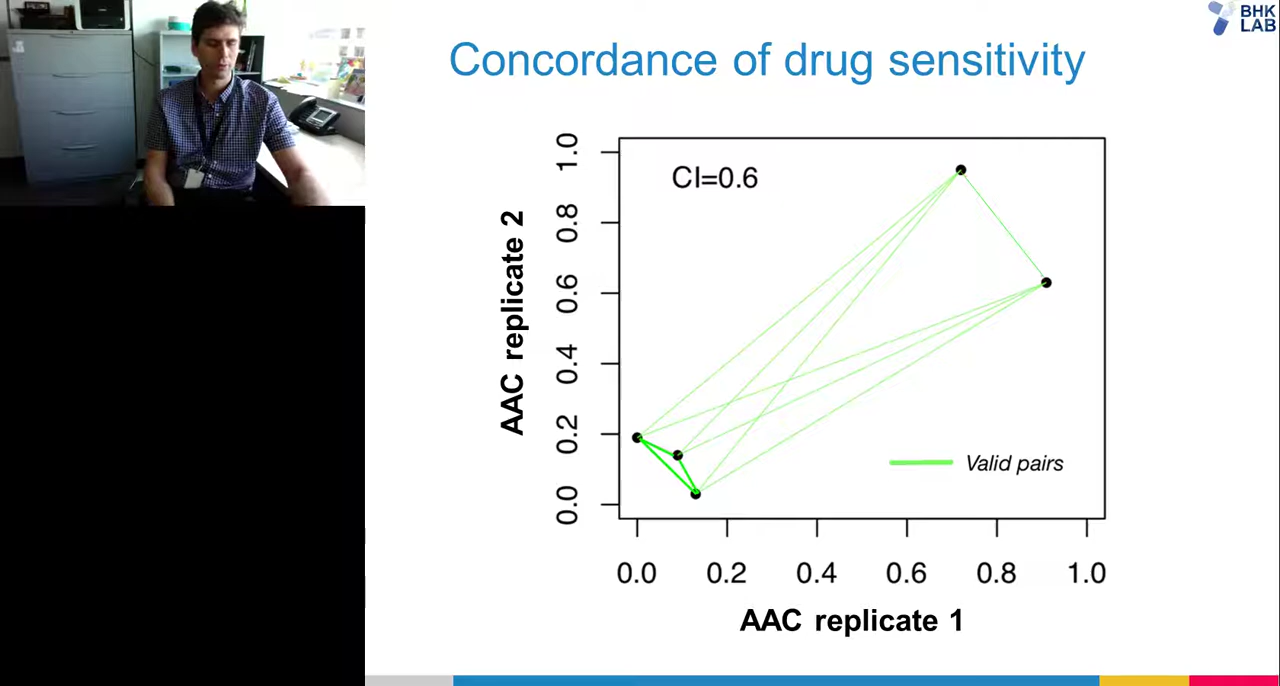 BHK
LAB
Concordance of drug sensitivity
CI=0.6
AAC replicate 2
0.0 0.2 0.4 0.6 0.8 1.0
Valid pairs
0.0 0.2 0.4 0.6 0.8 1.0
AAC replicate 1